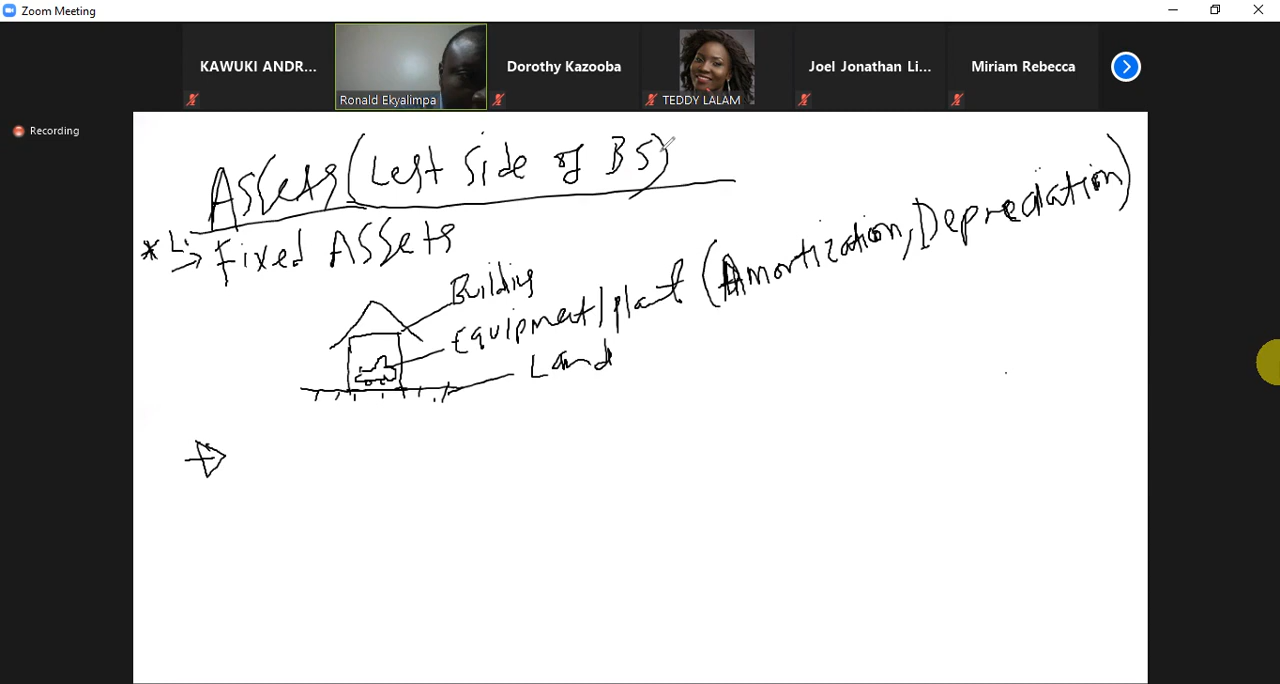 Zoom Meeting
KAWUKI ANDR...
Ronald Ekyalimpa
Dorothy Kazooba
TEDDY LALAM
Joel Jonathan Li...
Miriam Rebecca
Recording
Assets (Left Side of BS)
* L:
→ Fixed Assets
Building
Equipment/plant (Amortization, Depreciation)
Land